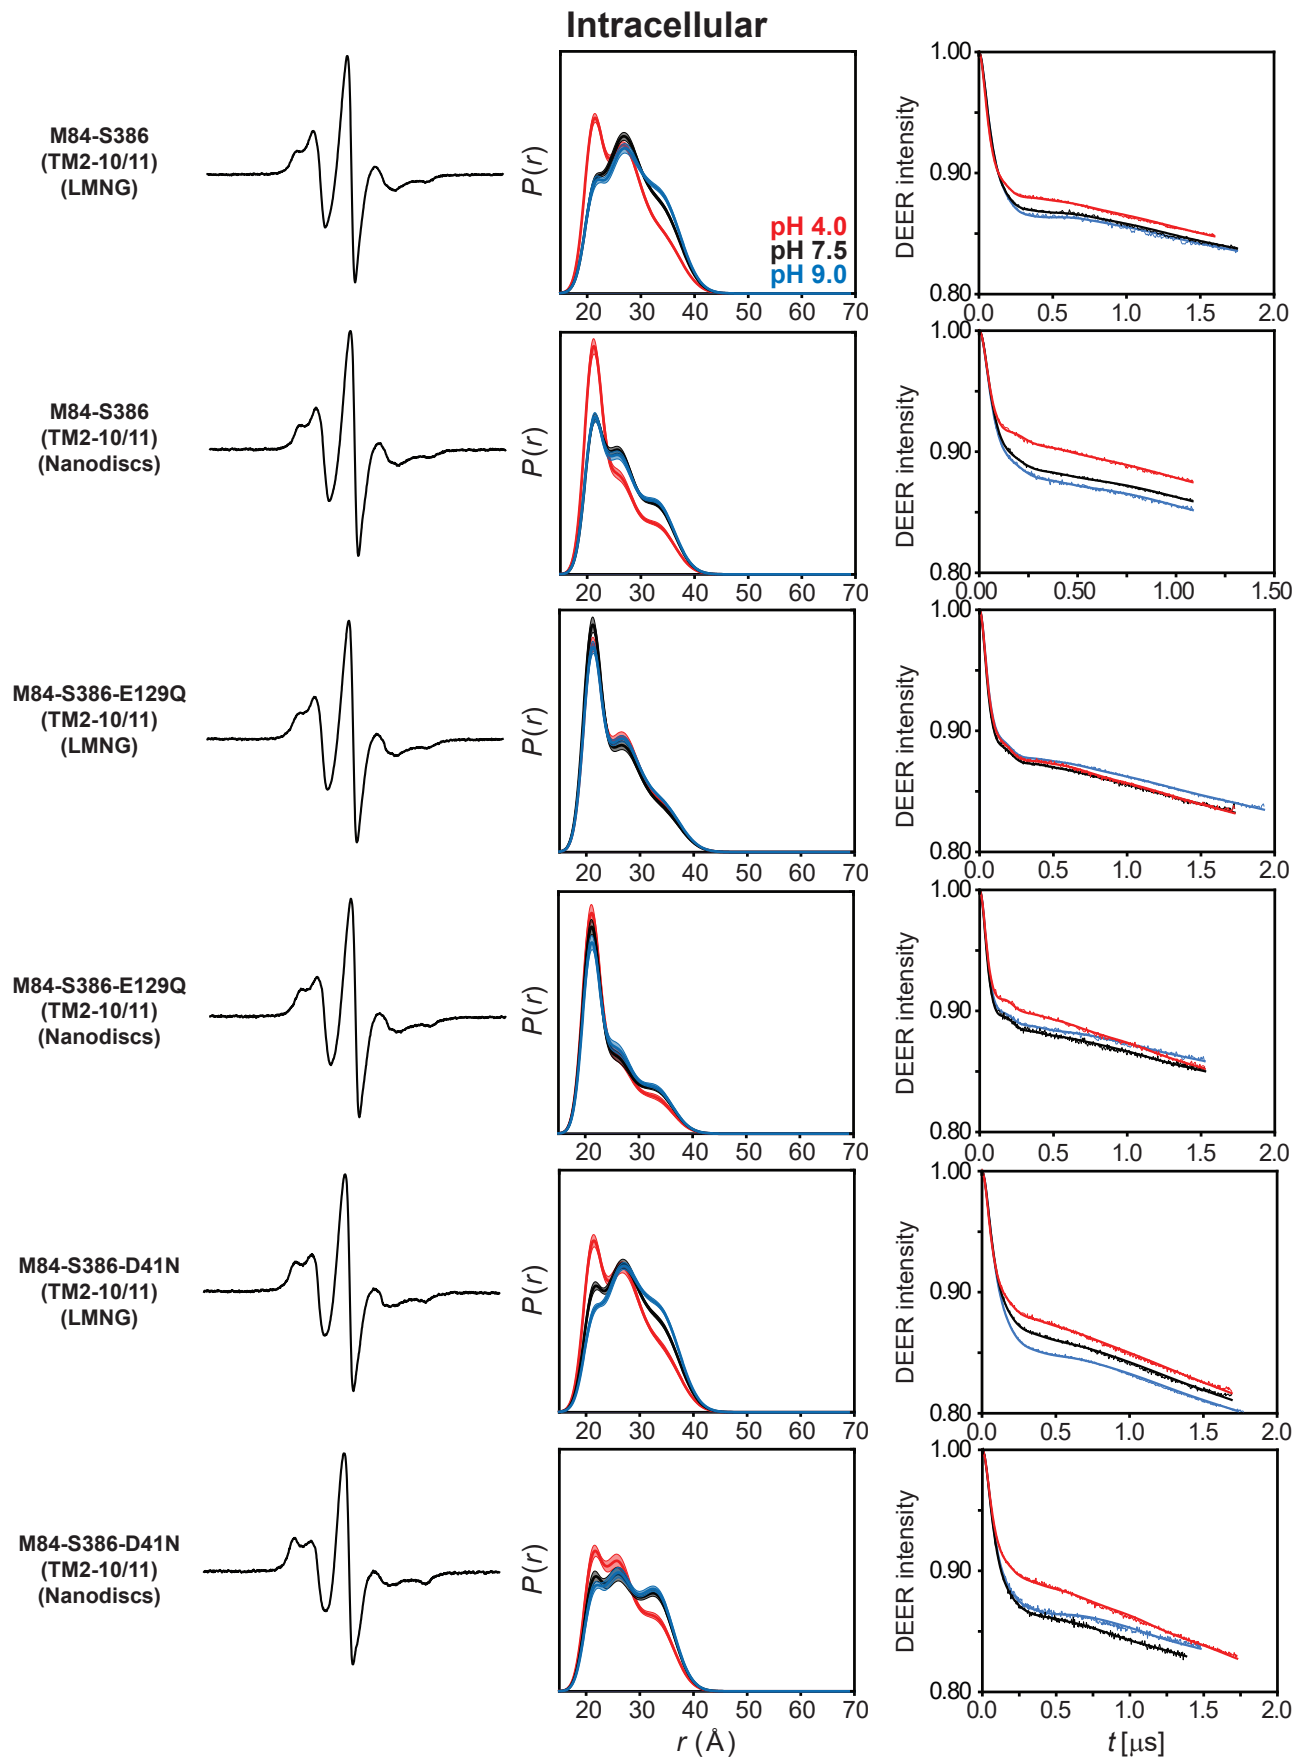 Intracellular
M84-S386
(TM2-10/11)
(LMNG)
P(r)
pH 4.0
pH 7.5
pH 9.0
20 30 40 50 60 70
DEER intensity
1.00
0.90
0.80
0.0 0.5 1.0 1.5 2.0
M84-S386
(TM2-10/11)
(Nanodiscs)
P(r)
20 30 40 50 60 70
DEER intensity
1.00
0.90
0.80
0.00 0.50 1.00 1.50
M84-S386-E129Q
(TM2-10/11)
(LMNG)
P(r)
20 30 40 50 60 70
DEER intensity
1.00
0.90
0.80
0.0 0.5 1.0 1.5 2.0
M84-S386-E129Q
(TM2-10/11)
(Nanodiscs)
P(r)
20 30 40 50 60 70
DEER intensity
1.00
0.90
0.80
0.0 0.5 1.0 1.5 2.0
M84-S386-D41N
(TM2-10/11)
(LMNG)
P(r)
20 30 40 50 60 70
DEER intensity
1.00
0.90
0.80
0.0 0.5 1.0 1.5 2.0
M84-S386-D41N
(TM2-10/11)
(Nanodiscs)
P(r)
20 30 40 50 60 70
r (Å)
DEER intensity
1.00
0.90
0.80
0.0 0.5 1.0 1.5 2.0
t [µs]